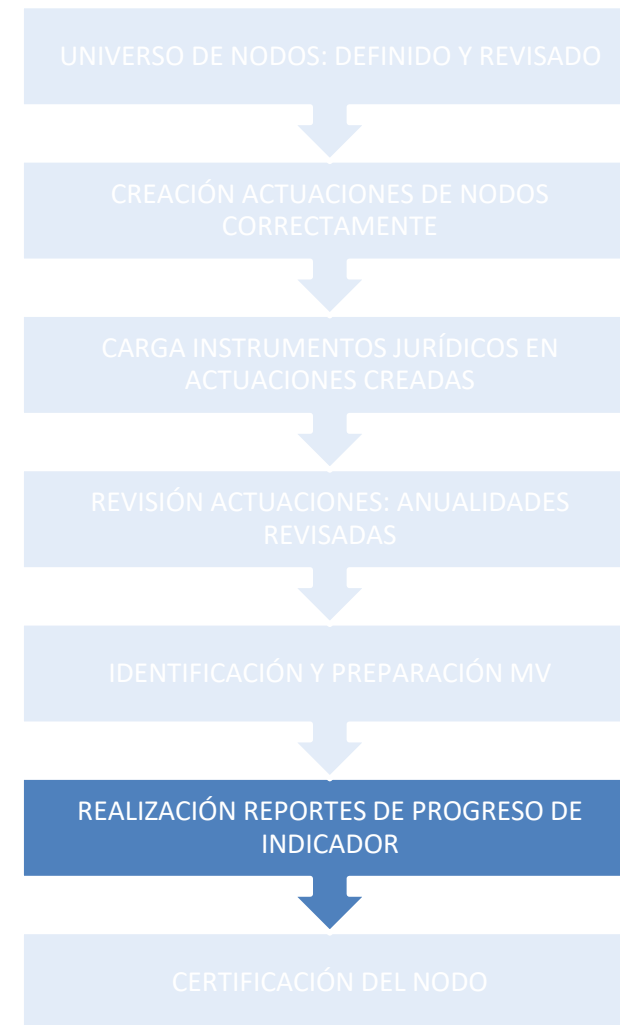 UNIVERSO DE NODOS: DEFINIDO Y REVISADO
CREACIÓN ACTUACIONES DE NODOS
CORRECTAMENTE
CARGA INSTRUMENTOS JURÍDICOS EN
ACTUACIONES CREADAS
REVISIÓN ACTUACIONES: ANUALIDADES
REVISADAS
IDENTIFICACIÓN Y PREPARACIÓN MV
REALIZACIÓN REPORTES DE PROGRESO DE
INDICADOR
CERTIFICACIÓN DEL NODO